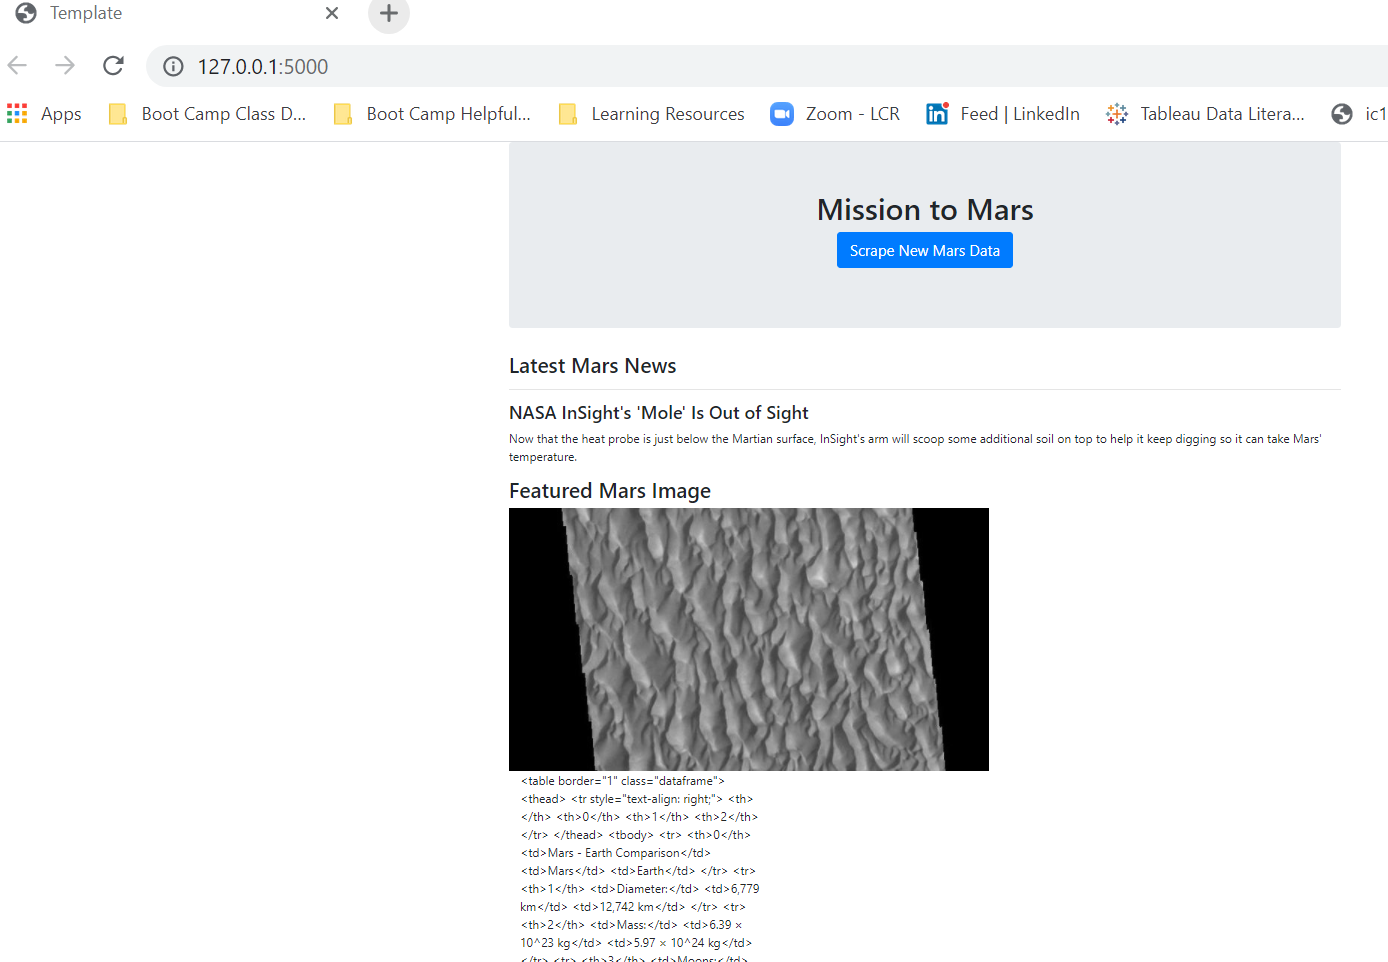 Template
127.0.0.1:5000
Apps Boot Camp Class D... Boot Camp Helpful... Learning Resources Zoom - LCR Feed | LinkedIn Tableau Data Litera... ic1
Mission to Mars
Scrape New Mars Data
Latest Mars News
NASA InSight's 'Mole' Is Out of Sight
Now that the heat probe is just below the Martian surface, InSight's arm will scoop some additional soil on top to help it keep digging so it can take Mars'
temperature.
Featured Mars Image
<table border="1" class="dataframe">
<thead> <tr style="text-align: right;"> <th>
</th> <th>0</th> <th>1</th> <th>2</th>
</tr> </thead> <tbody> <tr> <th>0</th>
<td>Mars - Earth Comparison</td>
<td>Mars</td> <td>Earth</td> </tr> <tr>
<th>1</th> <td>Diameter:</td> <td>6,779
km</td> <td>12,742 km</td> </tr> <tr>
<th>2</th> <td>Mass:</td> <td>6.39 ×
10^23 kg</td> <td>5.97 × 10^24 kg</td>
</tr> <tr> <th>3</th> <td>Moons:</td>